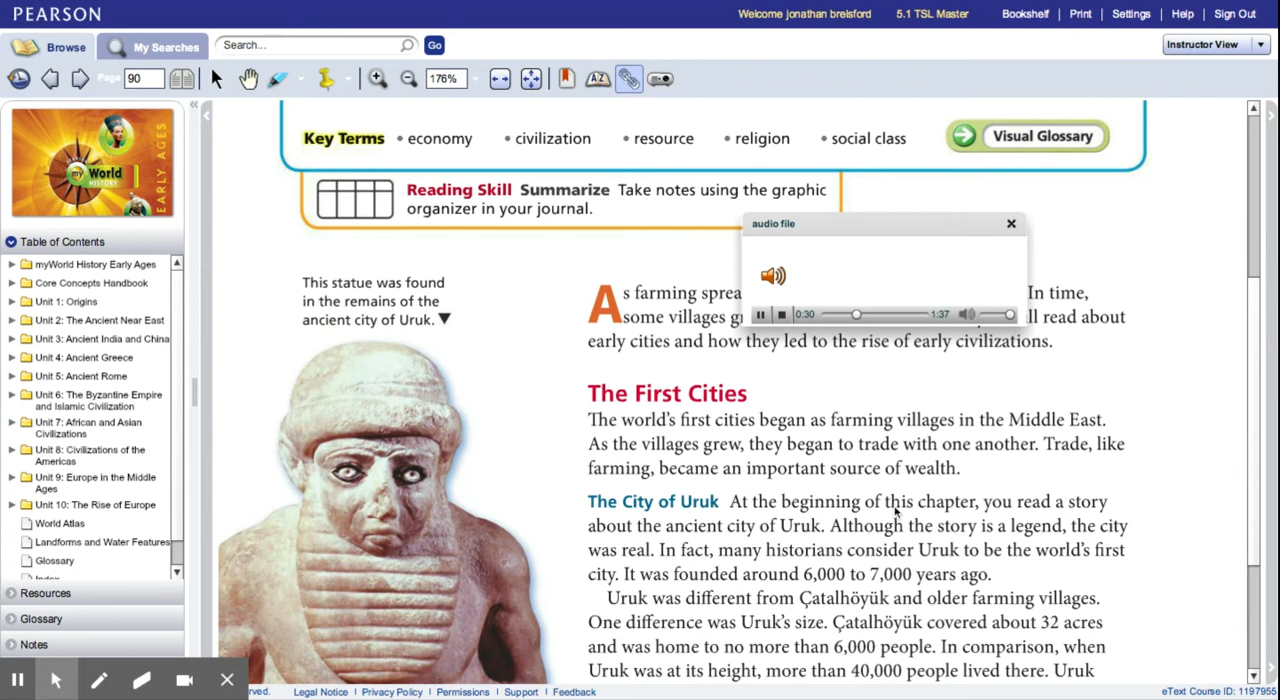 PEARSON
Welcome jonathan brelsford 5.1 TSL Master Bookshelf | Print | Settings | Help | Sign Out
Browse My Searches Search... Go Instructor View
Page 90 176%
my World HISTORY EARLY AGES
Table of Contents
myWorld History Early Ages
Core Concepts Handbook
Unit 1: Origins
Unit 2: The Ancient Near East
Unit 3: Ancient India and China
Unit 4: Ancient Greece
Unit 5: Ancient Rome
Unit 6: The Byzantine Empire
and Islamic Civilization
Unit 7: African and Asian
Civilizations
Unit 8: Civilizations of the
Americas
Unit 9: Europe in the Middle
Ages
Unit 10: The Rise of Europe
World Atlas
Landforms and Water Features
Glossary
Resources
Glossary
Notes
Key Terms • economy • civilization • resource • religion • social class Visual Glossary
Reading Skill Summarize Take notes using the graphic
organizer in your journal.
audio file
0:30 1:37
This statue was found
in the remains of the
ancient city of Uruk. ▼
As farming In time,
some villages read about
early cities and how they led to the rise of early civilizations.
The First Cities
The world's first cities began as farming villages in the Middle East.
As the villages grew, they began to trade with one another. Trade, like
farming, became an important source of wealth.
The City of Uruk At the beginning of this chapter, you read a story
about the ancient city of Uruk. Although the story is a legend, the city
was real. In fact, many historians consider Uruk to be the world's first
city. It was founded around 6,000 to 7,000 years ago.
Uruk was different from Çatalhöyük and older farming villages.
One difference was Uruk's size. Çatalhöyük covered about 32 acres
and was home to no more than 6,000 people. In comparison, when
Uruk was at its height, more than 40,000 people lived there. Uruk
Legal Notice | Privacy Policy | Permissions | Support | Feedback eText Course ID: 1197955